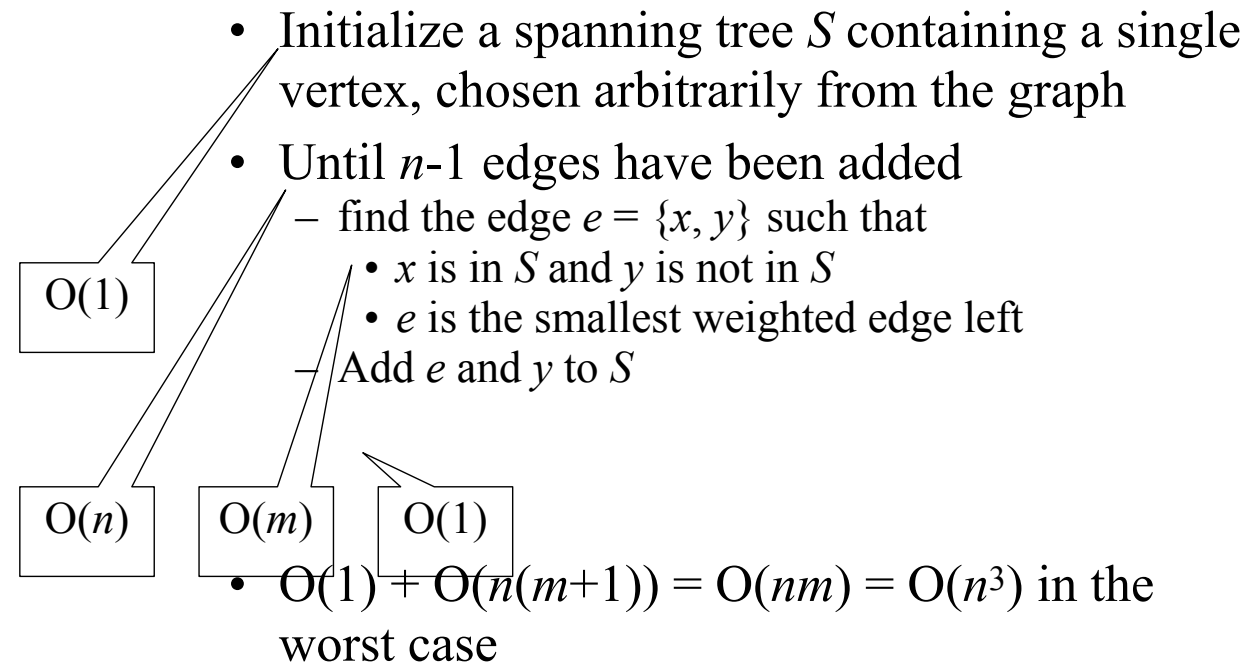 • Initialize a spanning tree S containing a single
vertex, chosen arbitrarily from the graph
• Until n-1 edges have been added
– find the edge e = {x, y} such that
• x is in S and y is not in S
O(1)
• e is the smallest weighted edge left
– Add e and y to S
O(n) O(m) O(1)
• O(1) + O(n(m+1)) = O(nm) = O(n³) in the
worst case